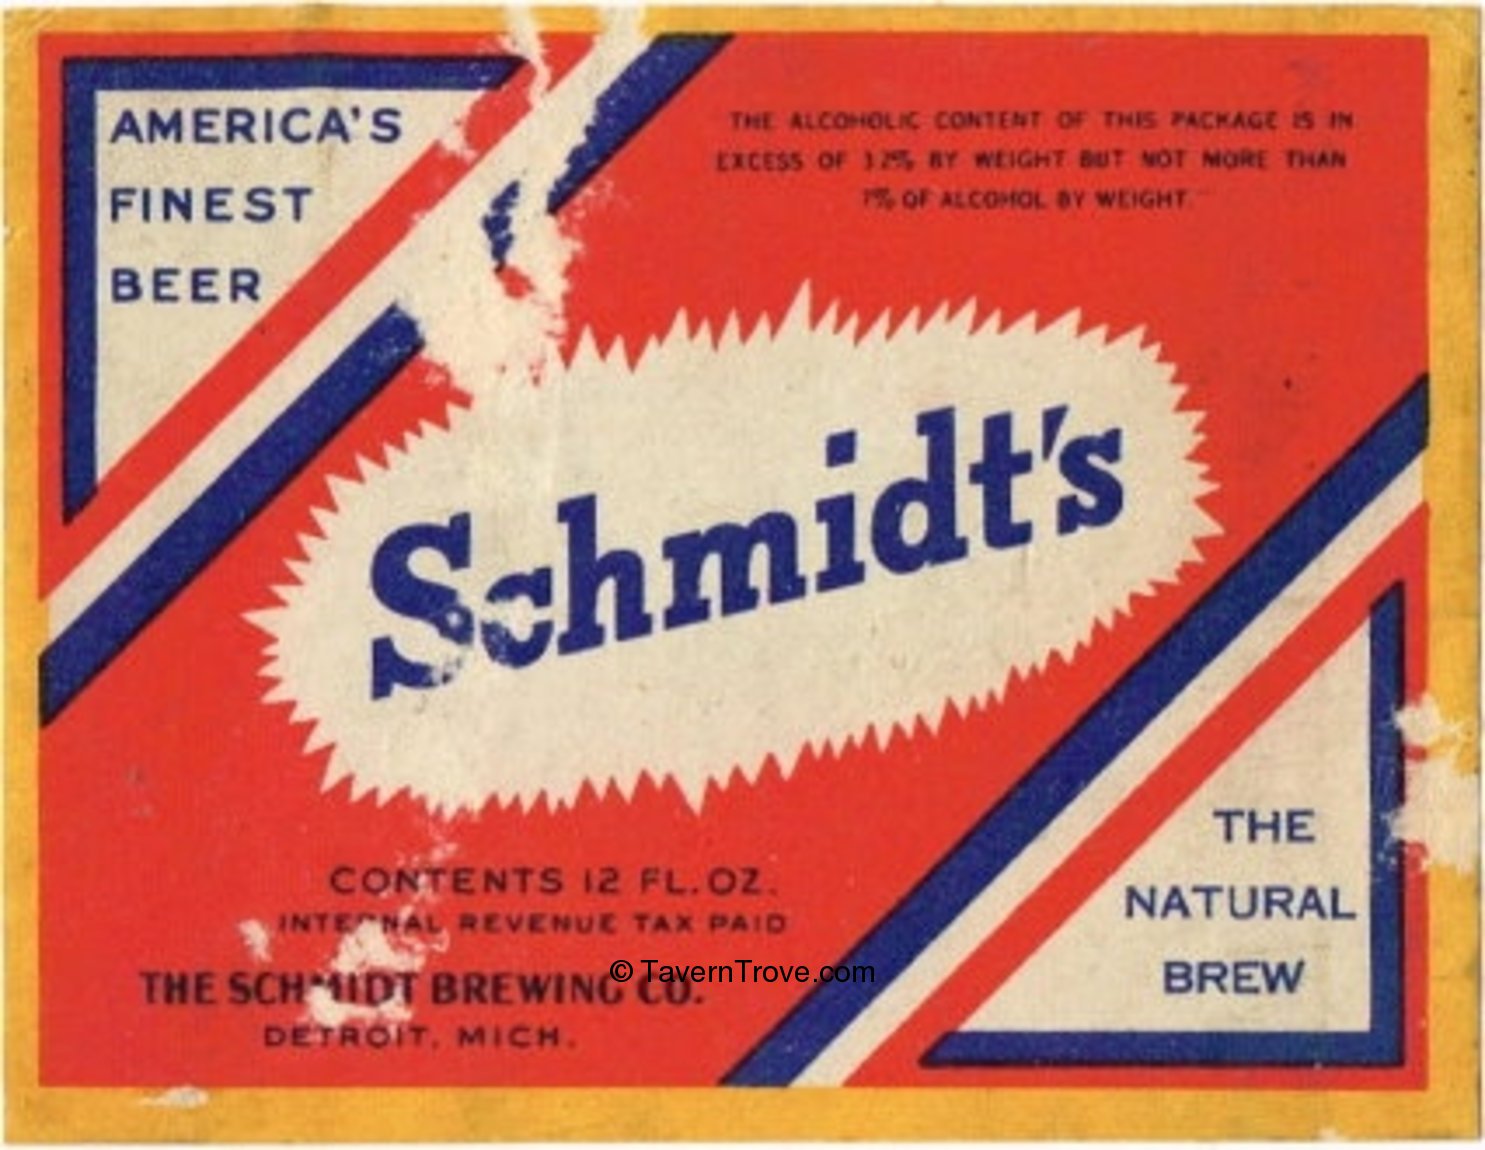 AMERICA'S
FINEST
BEER
THE ALCOHOLIC CONTENT OF THIS PACKAGE IS IN
EXCESS OF 3.2% BY WEIGHT BUT NOT MORE THAN
7% OF ALCOHOL BY WEIGHT."
Schmidt's
CONTENTS 12 FL. OZ.
INTERNAL REVENUE TAX PAID
THE SCHMIDT BREWING CO.
DETROIT, MICH.
© TavernTrove.com
THE
NATURAL
BREW